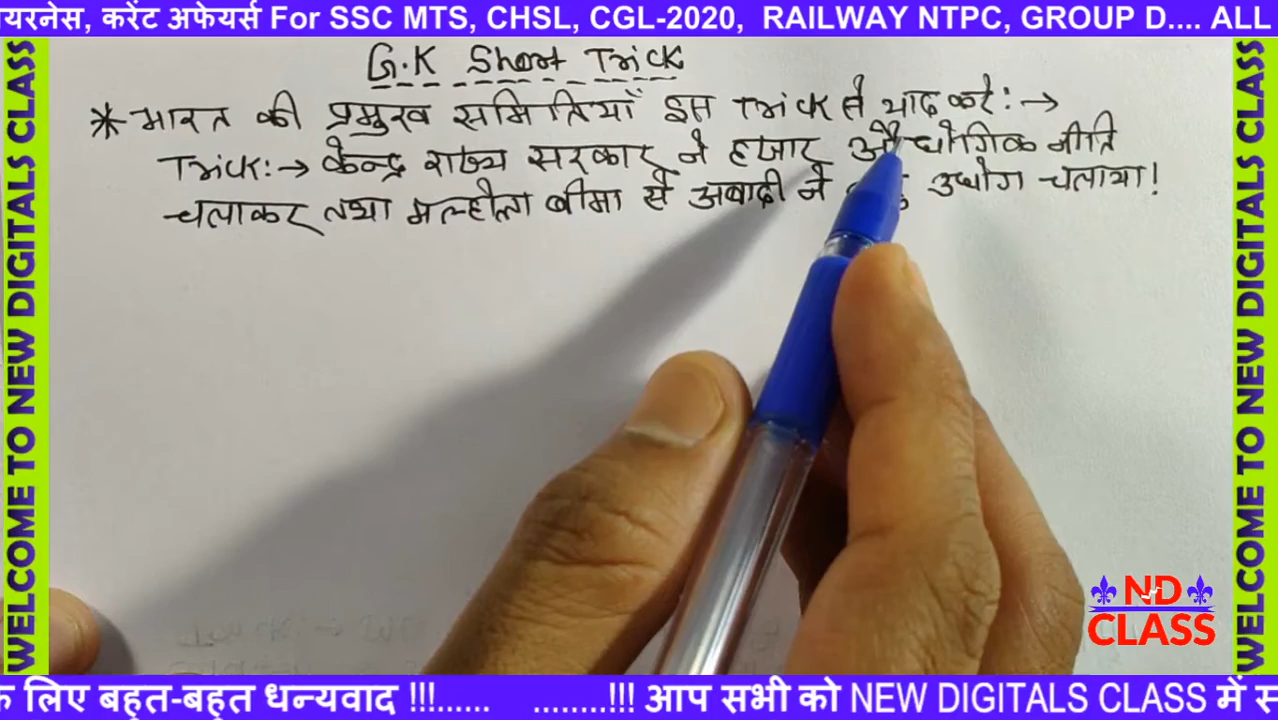 यरनेस, करेंट अफेयर्स For SSC MTS, CHSL, CGL-2020, RAILWAY NTPC, GROUP D.... ALL
G.K Short Trick
* भारत की प्रमुख समितियाँ इस Trick से याद करे :→
Trick:→ केन्द्र राज्य सरकार ने हजार औद्योगिक नीति
चलाकर तथा मल्होत्रा बीमा से अबादी ने उद्योग चलाया!
WELCOME TO NEW DIGITALS CLASS
WELCOME TO NEW DIGITALS CLASS
ND
CLASS
के लिए बहुत-बहुत धन्यवाद !!!...... ........!!! आप सभी को NEW DIGITALS CLASS में